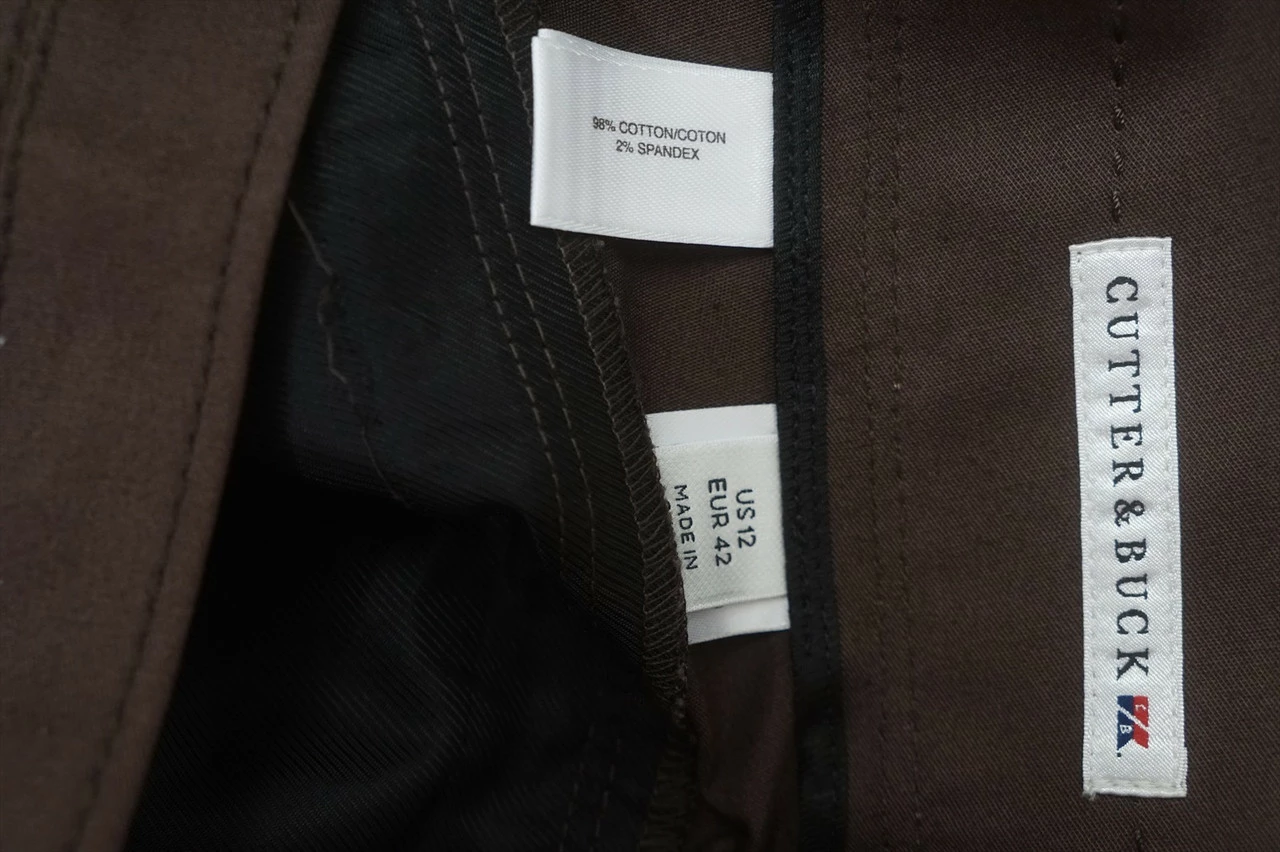 98% COTTON/COTON
2% SPANDEX
US 12
EUR 42
MADE IN
CUTTER & BUCK
C
B